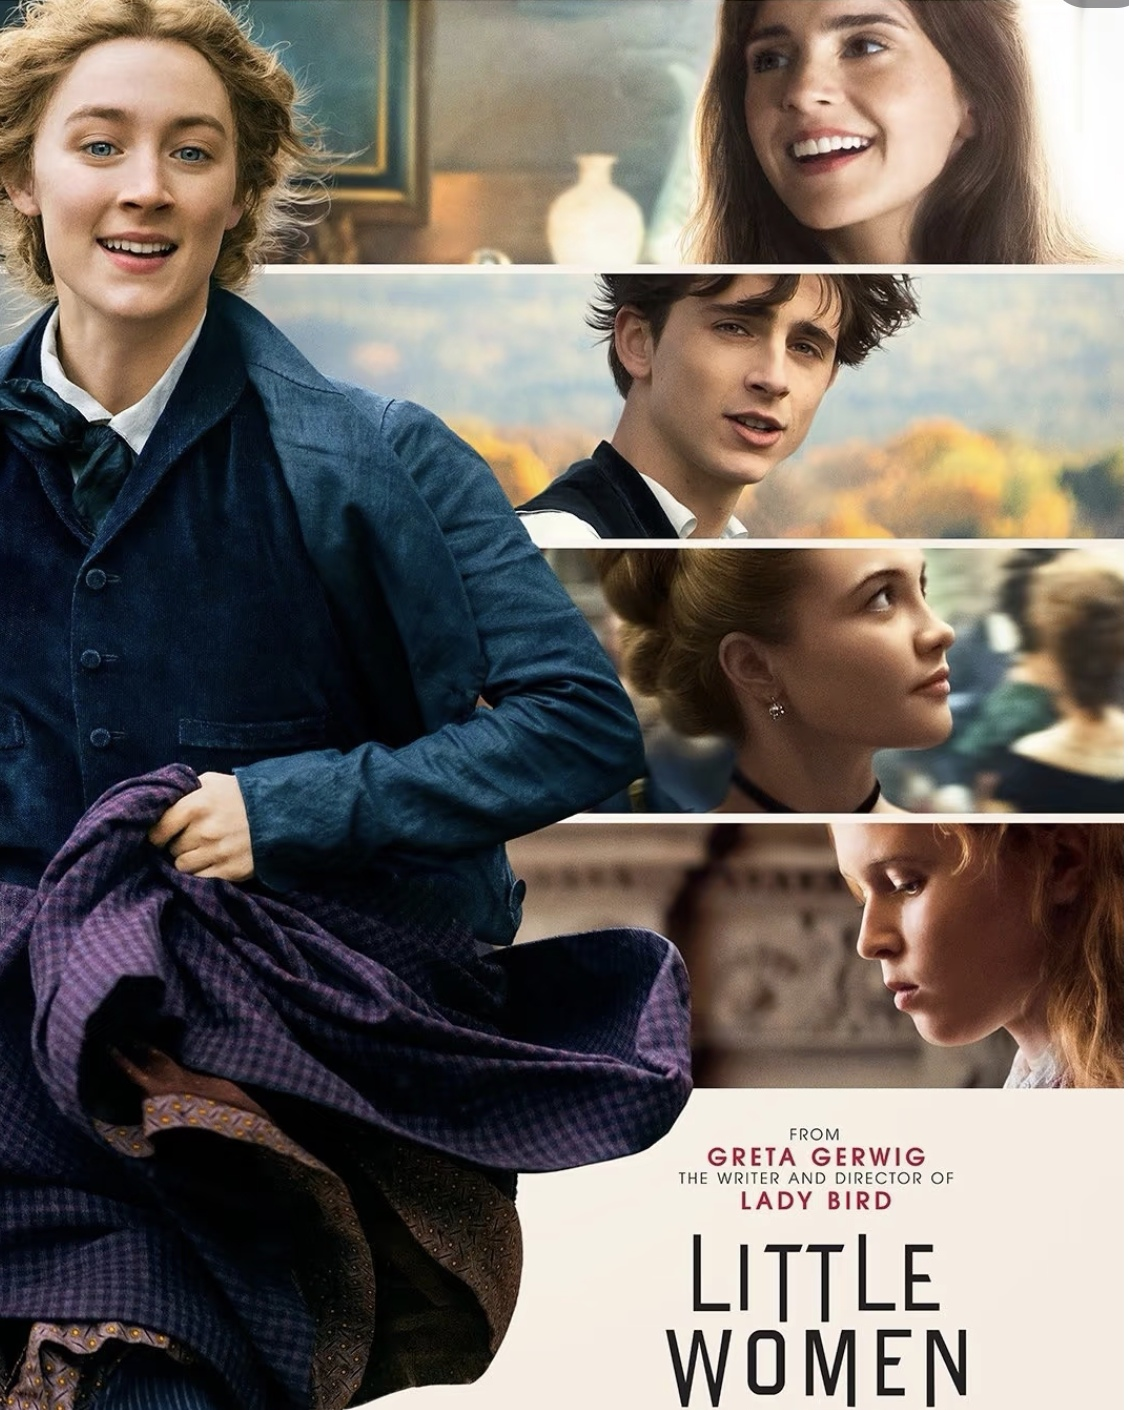 FROM
GRETA GERWIG
THE WRITER AND DIRECTOR OF
LADY BIRD
LITTLE
WOMEN